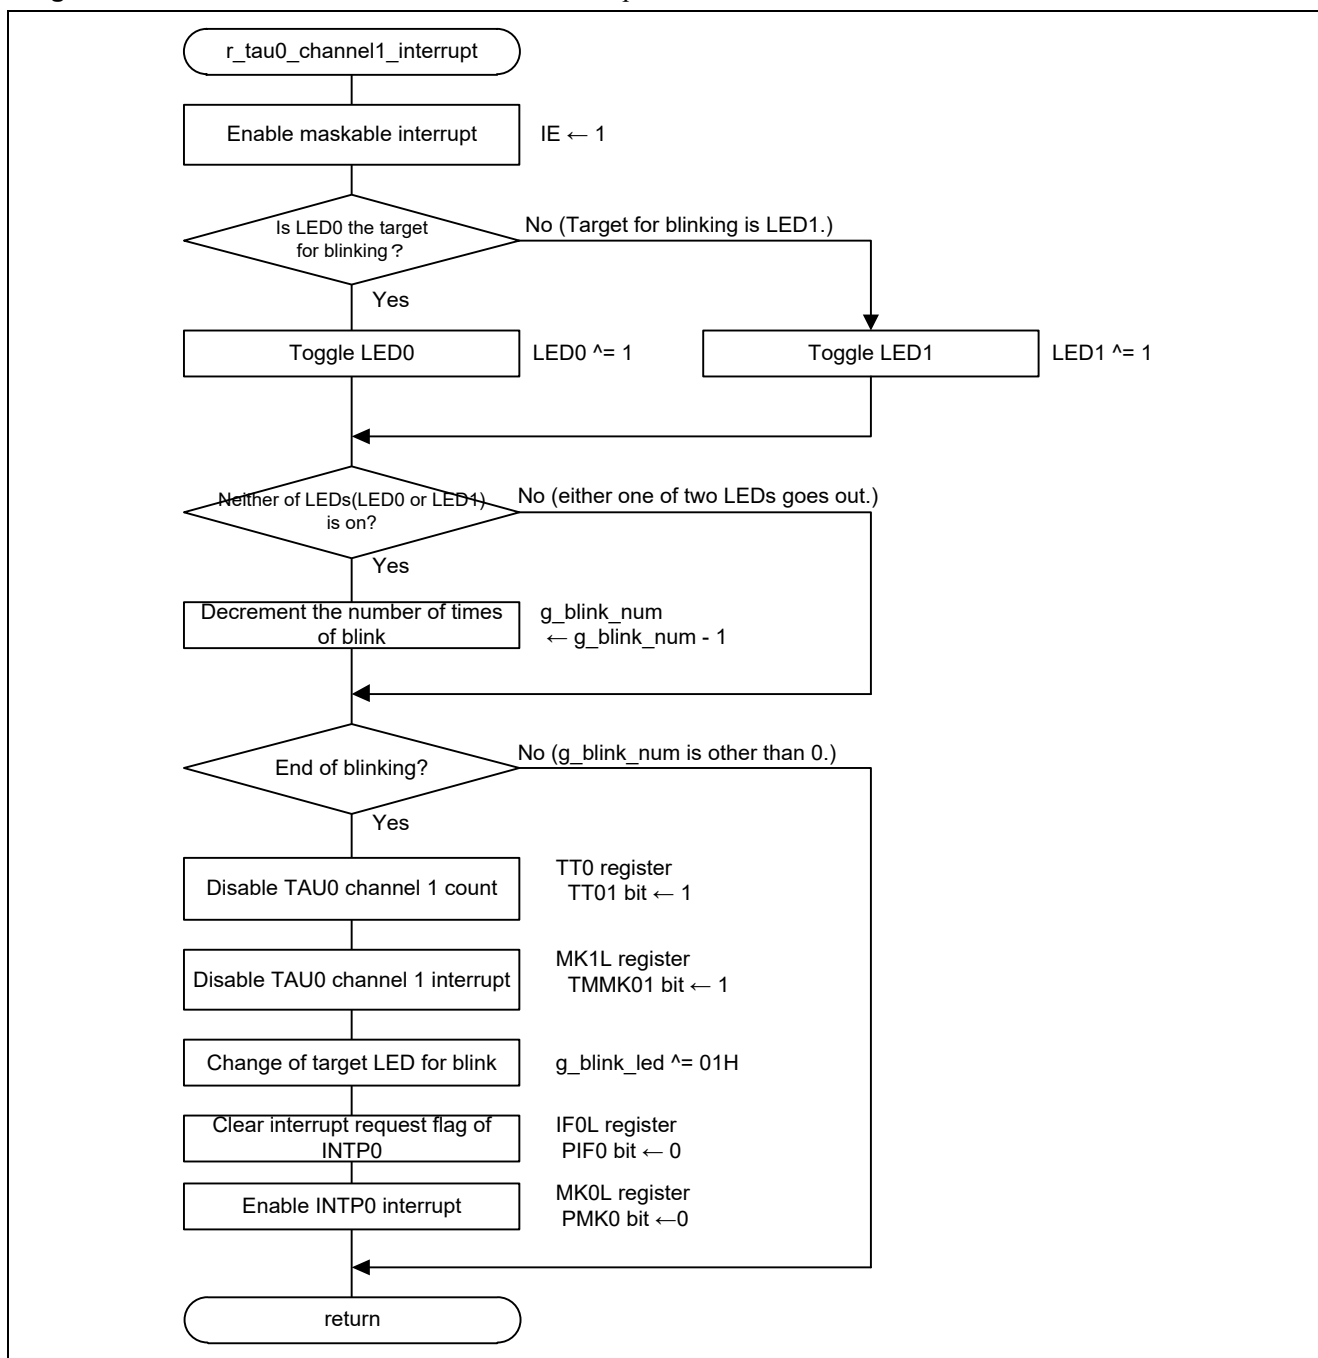 r_tau0_channel1_interrupt
Enable maskable interrupt
IE ← 1
Is LED0 the target
for blinking?
No (Target for blinking is LED1.)
Yes
Toggle LED0
LED0 ^= 1
Toggle LED1
LED1 ^= 1
Neither of LEDs(LED0 or LED1)
is on?
No (either one of two LEDs goes out.)
Yes
Decrement the number of times
of blink
g_blink_num
← g_blink_num - 1
End of blinking?
No (g_blink_num is other than 0.)
Yes
Disable TAU0 channel 1 count
TT0 register
TT01 bit ← 1
Disable TAU0 channel 1 interrupt
MK1L register
TMMK01 bit ← 1
Change of target LED for blink
g_blink_led ^= 01H
Clear interrupt request flag of
INTP0
IF0L register
PIF0 bit ← 0
Enable INTP0 interrupt
MK0L register
PMK0 bit ←0
return